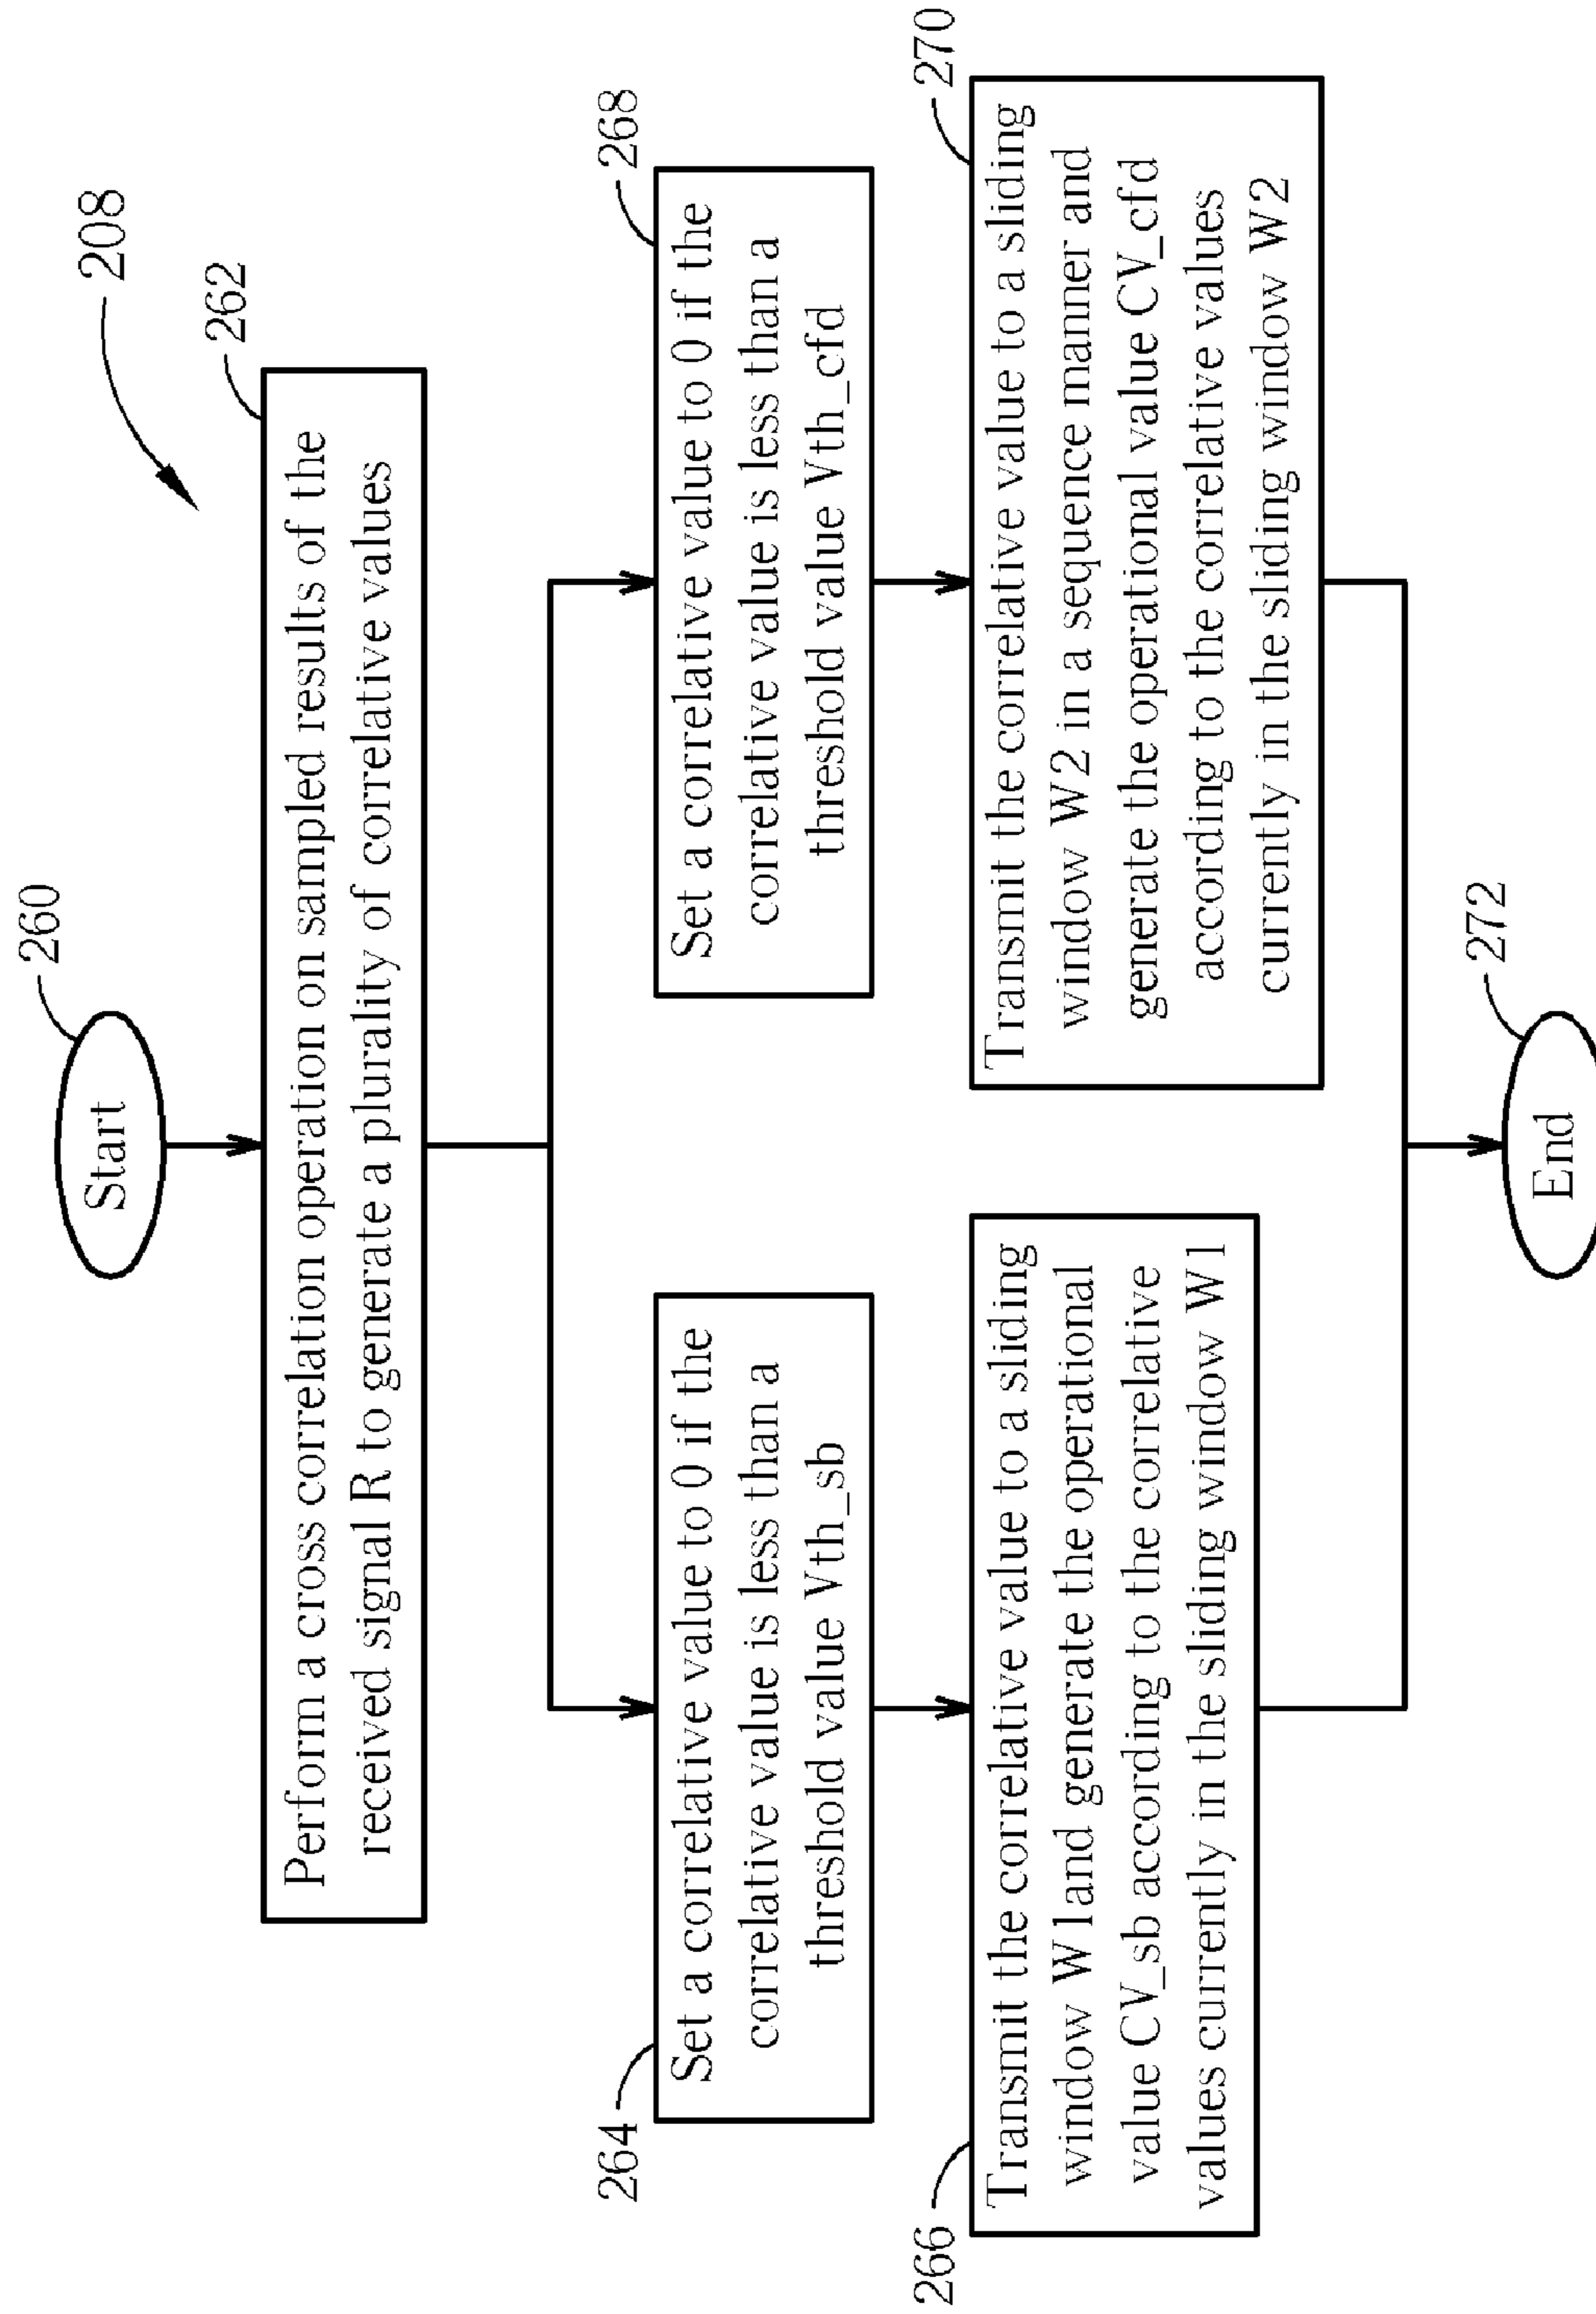 208
260
Start
262
Perform a cross correlation operation on sampled results of the
received signal R to generate a plurality of correlative values
264
Set a correlative value to 0 if the
correlative value is less than a
threshold value Vth_sb
268
Set a correlative value to 0 if the
correlative value is less than a
threshold value Vth_cfd
266
Transmit the correlative value to a sliding
window W1and generate the operational
value CV_sb according to the correlative
values currently in the sliding window W1
270
Transmit the correlative value to a sliding
window W2 in a sequence manner and
generate the operational value CV_cfd
according to the correlative values
currently in the sliding window W2
272
End